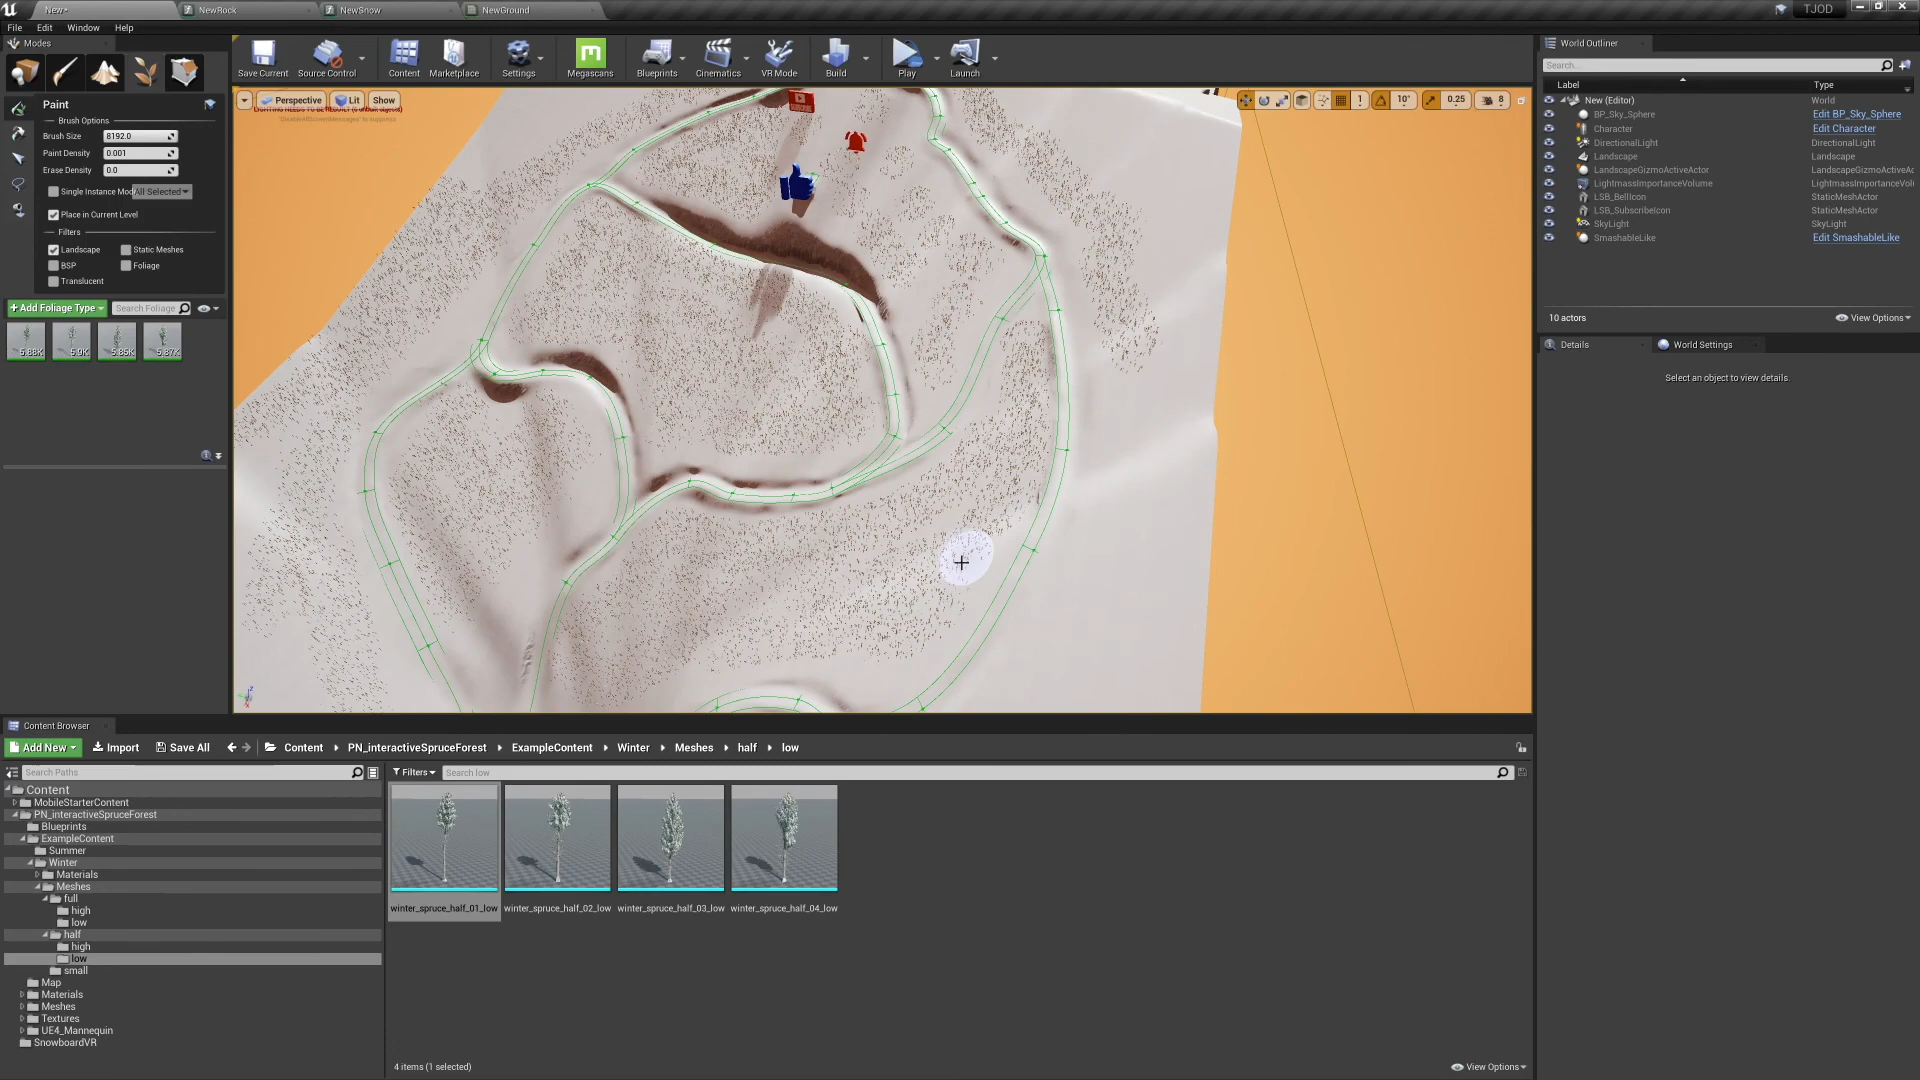 New*
NewRock
NewSnow
NewGround
TJOD
File Edit Window Help
Modes
Save Current
Source Control
Content
Marketplace
Settings
Megascans
Blueprints
Cinematics
VR Mode
Build
Play
Launch
World Outliner
Search...
Label
Type
New (Editor) World
BP_Sky_Sphere Edit BP_Sky_Sphere
Character Edit Character
DirectionalLight DirectionalLight
Landscape Landscape
LandscapeGizmoActiveActor LandscapeGizmoActiveAc
LightmassImportanceVolume LightmassImportanceVol
LSB_BellIcon StaticMeshActor
LSB_SubscribeIcon StaticMeshActor
SkyLight SkyLight
SmashableLike Edit SmashableLike
10 actors
View Options
Details
World Settings
Select an object to view details.
Paint
Brush Options
Brush Size 8192.0
Paint Density 0.001
Erase Density 0.0
Single Instance Mod All Selected
Place in Current Level
Filters
Landscape Static Meshes
BSP Foliage
Translucent
+ Add Foliage Type
Search Foliage
5.88K 5.9K 5.85K 5.87K
Perspective Lit Show
10° 0.25 8
Content Browser
Add New Import Save All
Content PN_interactiveSpruceForest ExampleContent Winter Meshes half low
Search Paths
Filters
Search low
Content
MobileStarterContent
PN_interactiveSpruceForest
Blueprints
ExampleContent
Summer
Winter
Materials
Meshes
full
high
low
half
high
low
small
Map
Materials
Meshes
Textures
UE4_Mannequin
SnowboardVR
winter_spruce_half_01_low
winter_spruce_half_02_low
winter_spruce_half_03_low
winter_spruce_half_04_low
4 items (1 selected)
View Options